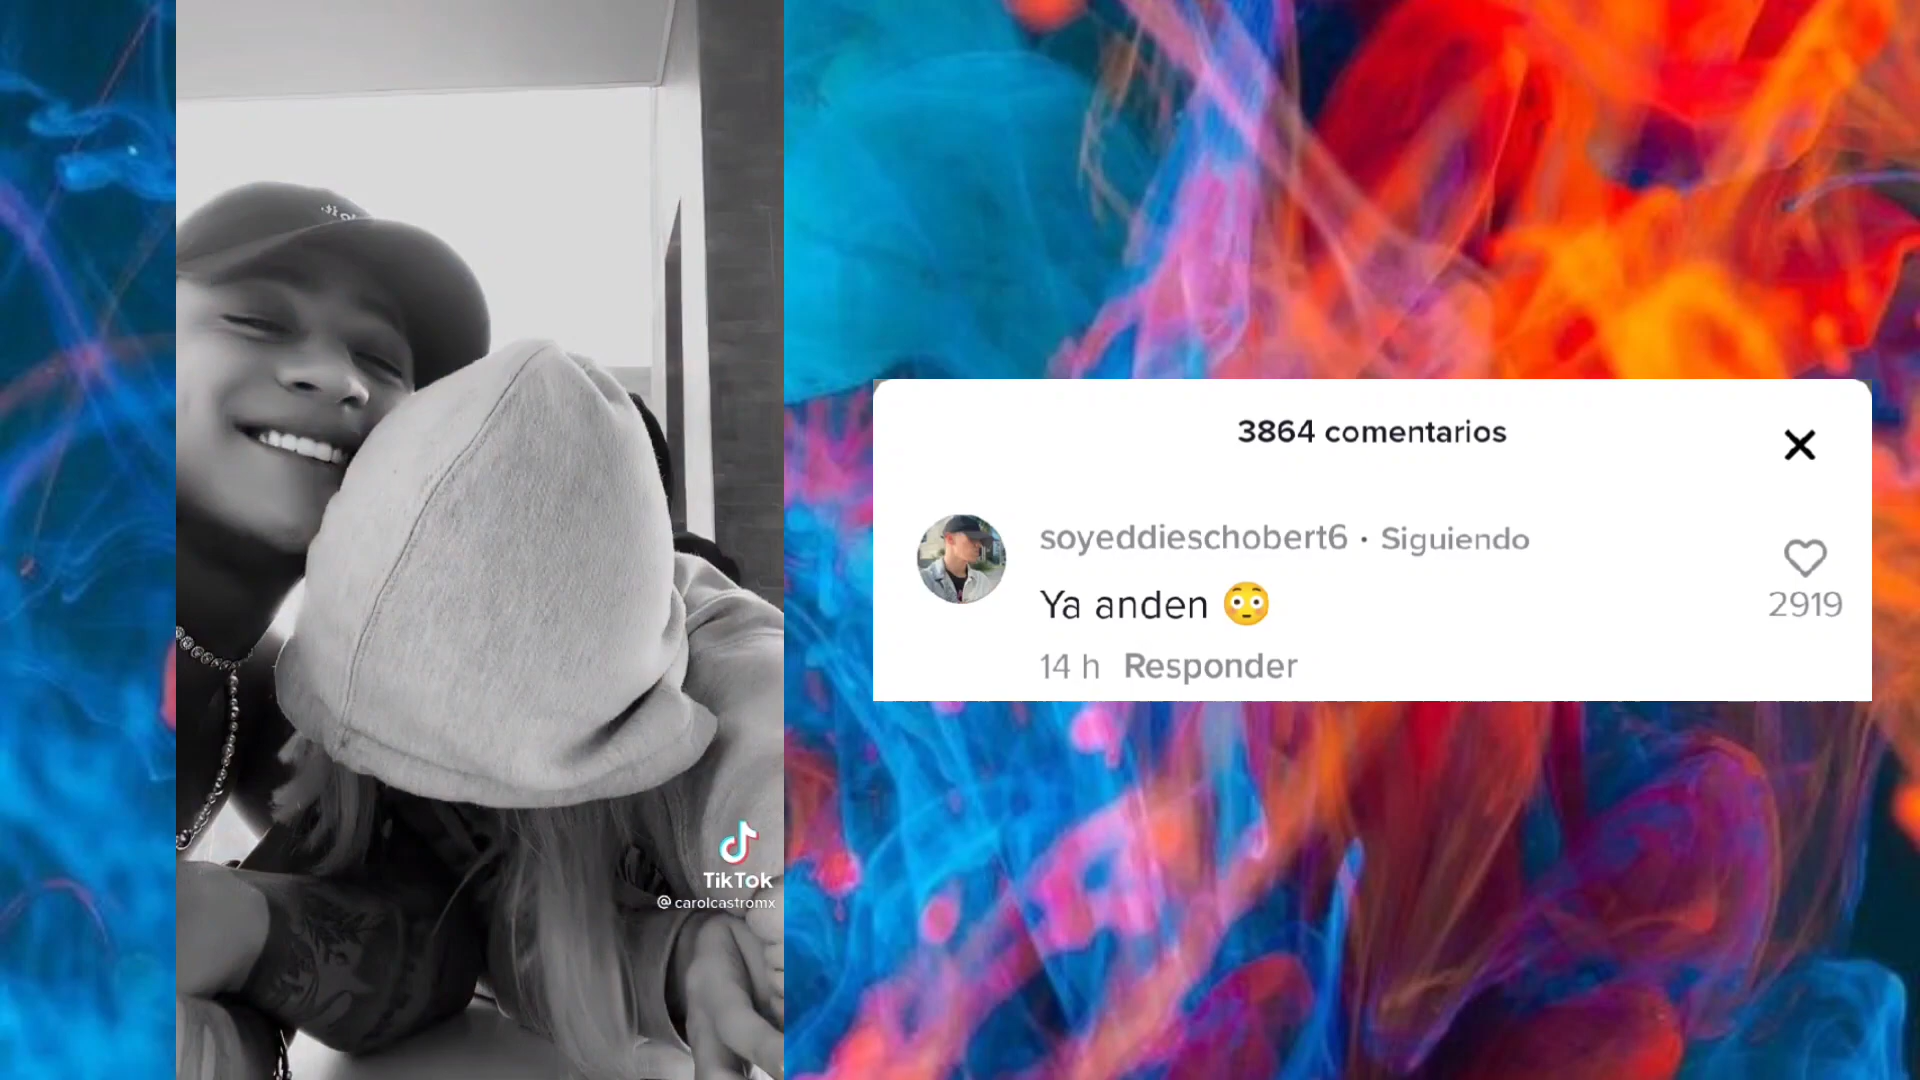 TikTok
@carolcastromx
3864 comentarios
soyeddieschobert6 · Siguiendo
Ya anden 😳
2919
14 h Responder